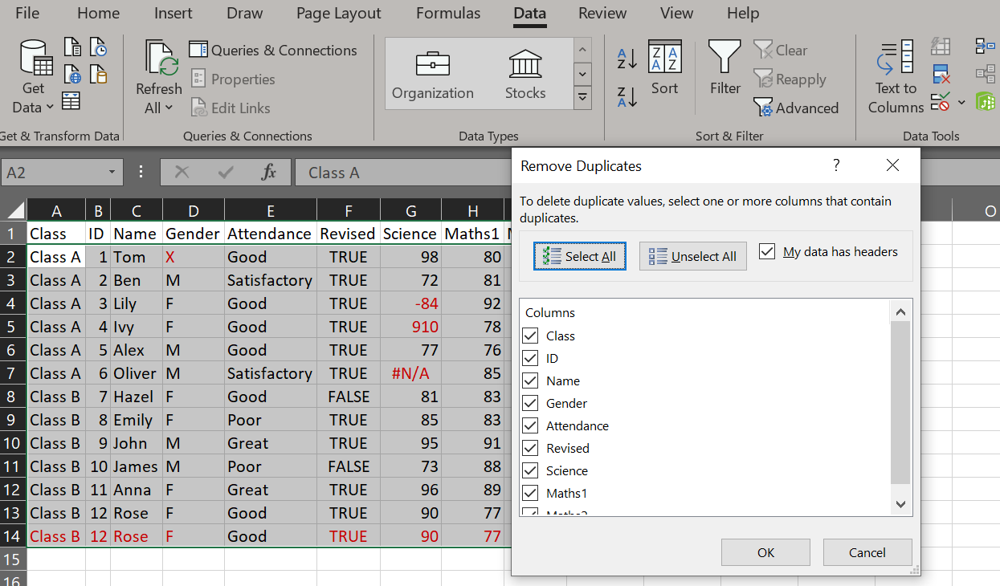 File Home Insert Draw Page Layout Formulas Data Review View Help
Get Data
Refresh All
Queries & Connections
Properties
Edit Links
Organization
Stocks
Sort
Filter
Clear
Reapply
Advanced
Text to Columns
Get & Transform Data Queries & Connections Data Types Sort & Filter Data Tools
A2 fx Class A
A B C D E F G H O
1 Class ID Name Gender Attendance Revised Science Maths1
2 Class A 1 Tom X Good TRUE 98 80
3 Class A 2 Ben M Satisfactory TRUE 72 81
4 Class A 3 Lily F Good TRUE -84 92
5 Class A 4 Ivy F Good TRUE 910 78
6 Class A 5 Alex M Good TRUE 77 76
7 Class A 6 Oliver M Satisfactory TRUE #N/A 85
8 Class B 7 Hazel F Good FALSE 81 83
9 Class B 8 Emily F Poor TRUE 85 83
10 Class B 9 John M Great TRUE 95 91
11 Class B 10 James M Poor FALSE 73 88
12 Class B 11 Anna F Great TRUE 96 89
13 Class B 12 Rose F Good TRUE 90 77
14 Class B 12 Rose F Good TRUE 90 77
15
16
Remove Duplicates ?
To delete duplicate values, select one or more columns that contain
duplicates.
Select All Unselect All My data has headers
Columns
Class
ID
Name
Gender
Attendance
Revised
Science
Maths1
Maths2
OK Cancel